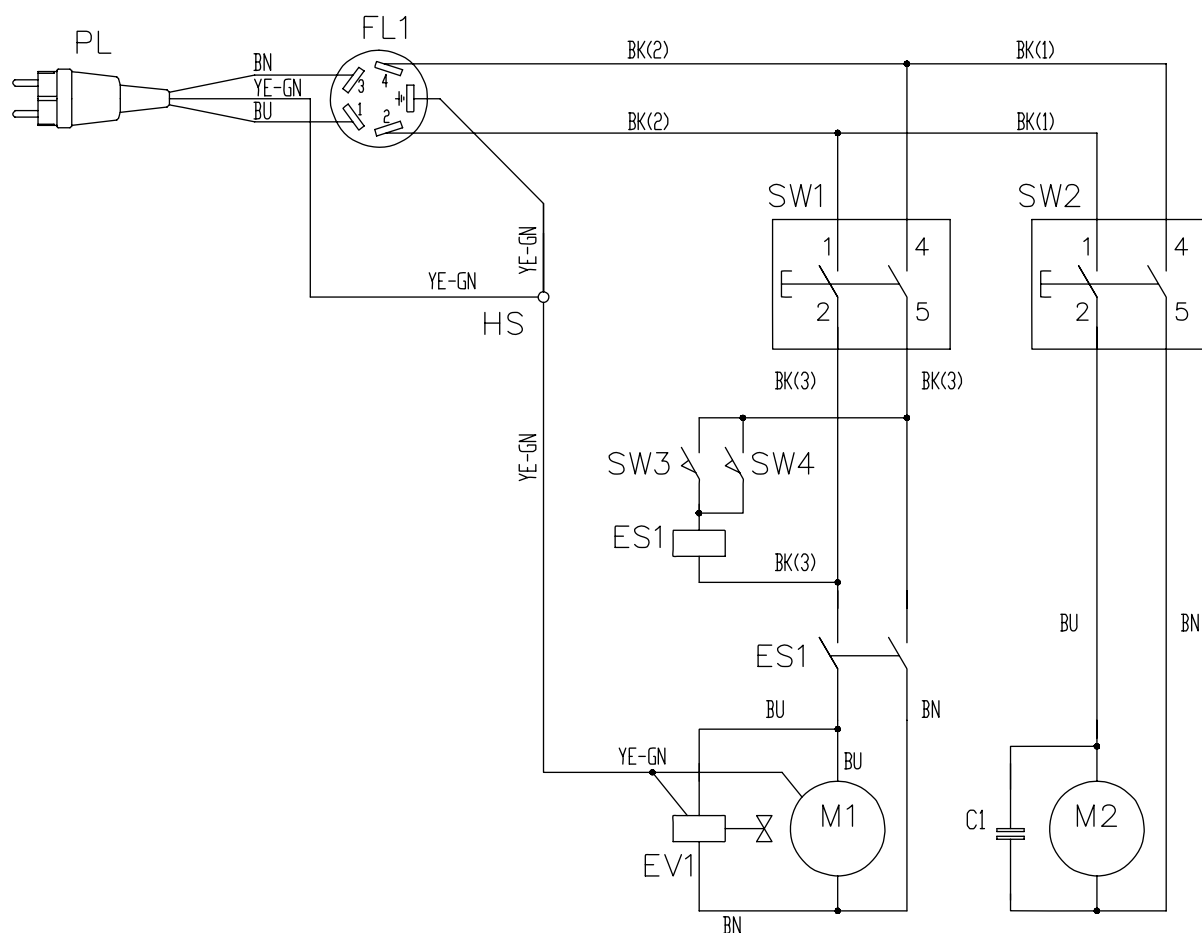 PL
FL1
BN
YE-GN
BU
3
4
1
2
BK(2)
BK(1)
BK(2)
BK(1)
SW1
SW2
1
4
2
5
1
4
2
5
YE-GN
YE-GN
HS
BK(3)
BK(3)
YE-GN
SW3
SW4
ES1
BK(3)
BU
BN
ES1
BU
BN
YE-GN
BU
M1
EV1
C1
M2
BN